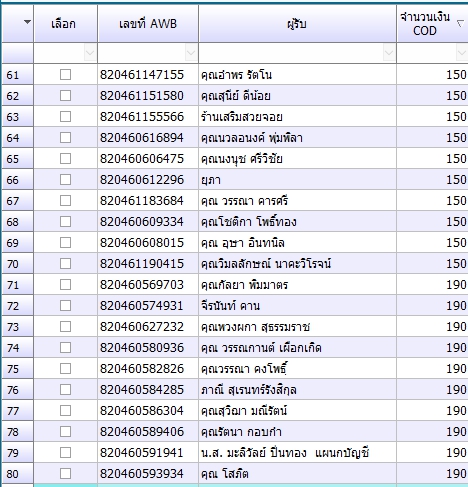 เลือก เลขที่ AWB ผู้รับ จำนวนเงิน COD
61 820461147155 คุณอำพร รัตโน 150
62 820461151580 คุณสุนีย์ ดีน้อย 150
63 820461155566 ร้านเสริมสวยจอย 150
64 820460616894 คุณนวลอนงค์ พุ่มพิลา 150
65 820460606475 คุณนงนุช ศรีวิชัย 150
66 820460612296 ยุภา 150
67 820461183684 คุณ วรรณา คารศรี 150
68 820460609334 คุณโชติกา โพธิ์ทอง 150
69 820460608015 คุณ อุษา อินทนิล 150
70 820461190415 คุณวิมลลักษณ์ นาคะวิโรจน์ 150
71 820460569703 คุณกัลยา พิมมาตร 190
72 820460574931 จีรนันท์ คาน 190
73 820460627232 คุณพวงผกา สุธรรมราช 190
74 820460580936 คุณ วรรณกานต์ เผือกเกิด 190
75 820460582826 คุณวรรณา คงโพธิ์ 190
76 820460584285 ภาณี สุเรนทร์รังสิกุล 190
77 820460586304 คุณสุวิฌา มณีรัตน์ 190
78 820460589406 คุณรัตนา กอบกำ 190
79 820460591941 น.ส. มะลิวัลย์ ปิ่นทอง แผนกบัญชี 190
80 820460593934 คุณ โสภิต 190